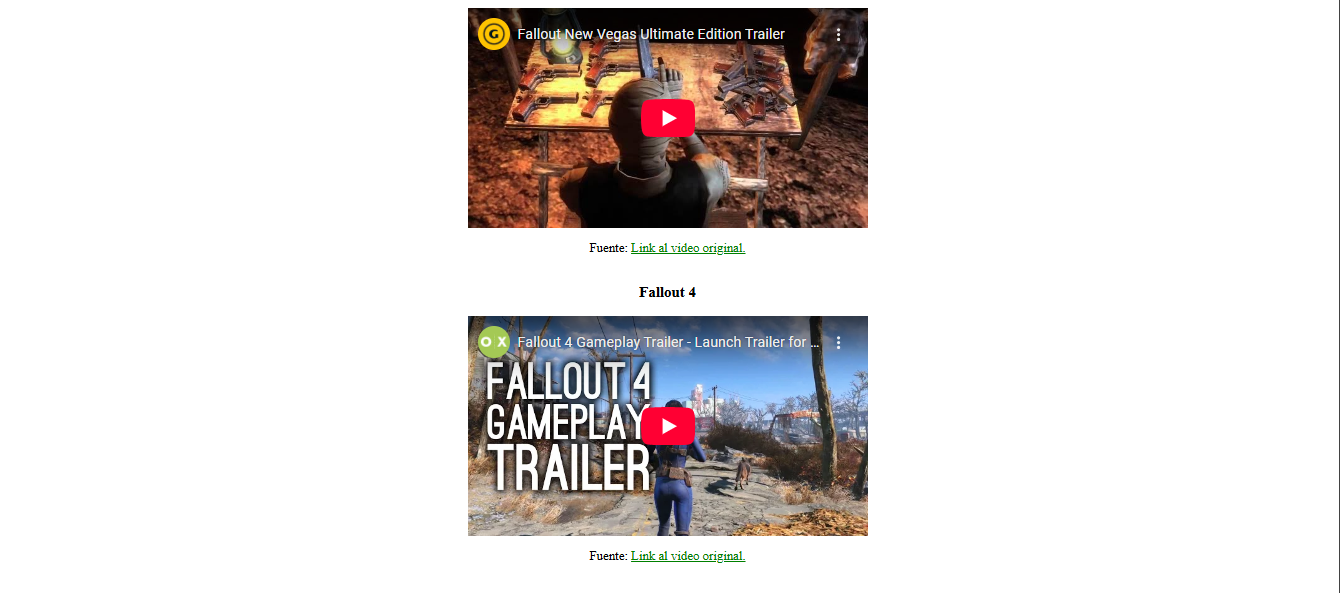 G Fallout New Vegas Ultimate Edition Trailer
Fuente: Link al video original.
Fallout 4
O X Fallout 4 Gameplay Trailer - Launch Trailer for ...
FALLOUT 4
GAMEPLAY
TRAILER
Fuente: Link al video original.